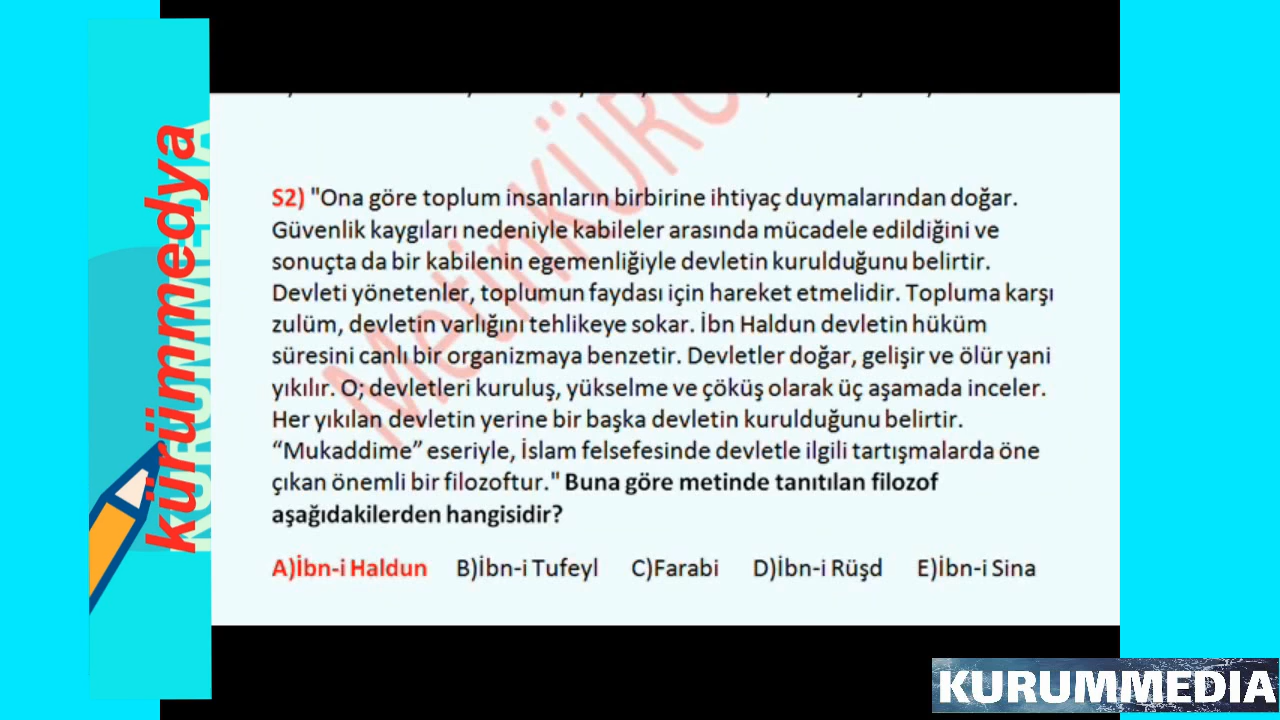 S2) "Ona göre toplum insanların birbirine ihtiyaç duymalarından doğar.
Güvenlik kaygıları nedeniyle kabileler arasında mücadele edildiğini ve
sonuçta da bir kabilenin egemenliğiyle devletin kurulduğunu belirtir.
Devleti yönetenler, toplumun faydası için hareket etmelidir. Topluma karşı
zulüm, devletin varlığını tehlikeye sokar. İbn Haldun devletin hüküm
süresini canlı bir organizmaya benzetir. Devletler doğar, gelişir ve ölür yani
yıkılır. O; devletleri kuruluş, yükselme ve çöküş olarak üç aşamada inceler.
Her yıkılan devletin yerine bir başka devletin kurulduğunu belirtir.
“Mukaddime” eseriyle, İslam felsefesinde devletle ilgili tartışmalarda öne
çıkan önemli bir filozoftur." Buna göre metinde tanıtılan filozof
aşağıdakilerden hangisidir?
A)İbn-i Haldun B)İbn-i Tufeyl C)Farabi D)İbn-i Rüşd E)İbn-i Sina
kürümmedya
KURUMMEDIA